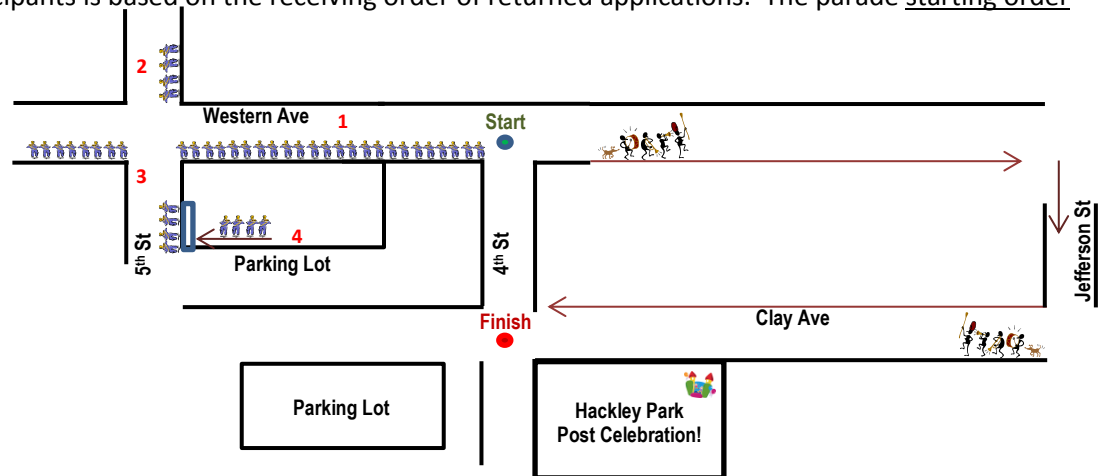 cipants is based on the receiving order of returned applications. The parade starting order
2
Western Ave
1
Start
3
4
5th St
Parking Lot
4th St
Jefferson St
Finish
Clay Ave
Parking Lot
Hackley Park
Post Celebration!